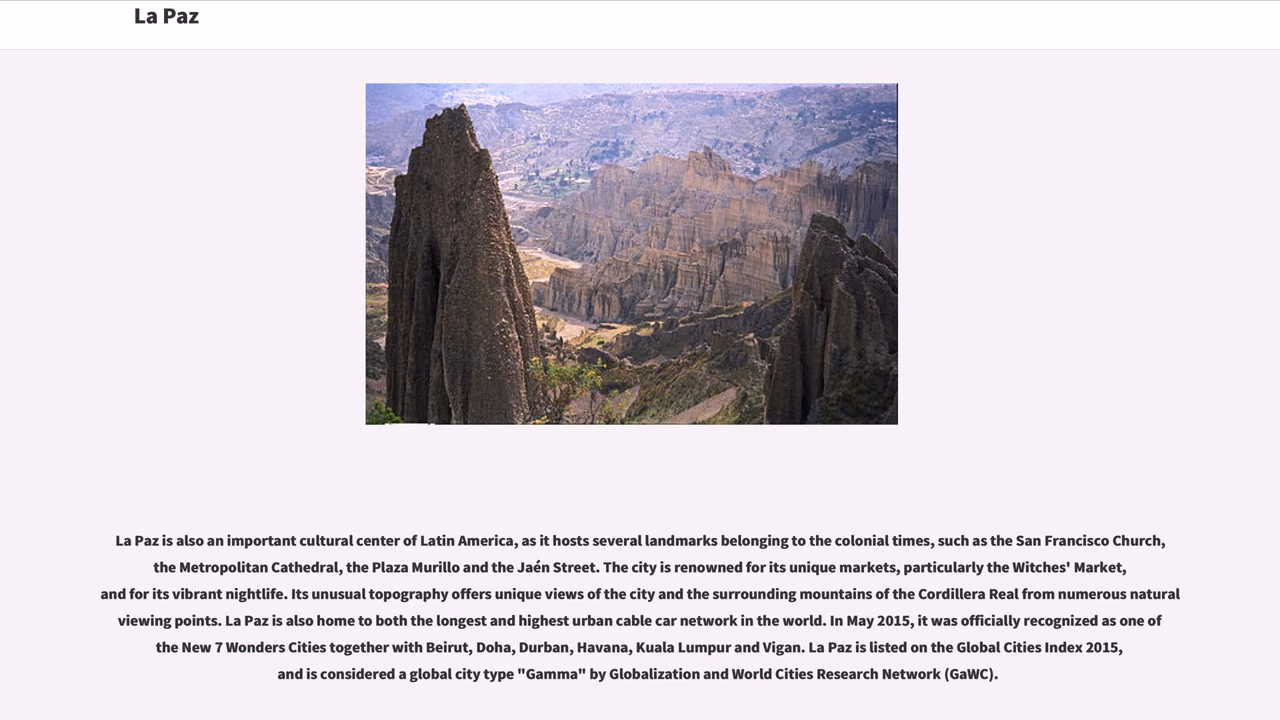 La Paz
La Paz is also an important cultural center of Latin America, as it hosts several landmarks belonging to the colonial times, such as the San Francisco Church,
the Metropolitan Cathedral, the Plaza Murillo and the Jaén Street. The city is renowned for its unique markets, particularly the Witches' Market,
and for its vibrant nightlife. Its unusual topography offers unique views of the city and the surrounding mountains of the Cordillera Real from numerous natural
viewing points. La Paz is also home to both the longest and highest urban cable car network in the world. In May 2015, it was officially recognized as one of
the New 7 Wonders Cities together with Beirut, Doha, Durban, Havana, Kuala Lumpur and Vigan. La Paz is listed on the Global Cities Index 2015,
and is considered a global city type "Gamma" by Globalization and World Cities Research Network (GaWC).